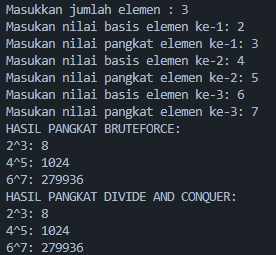 Masukkan jumlah elemen : 3
Masukan nilai basis elemen ke-1: 2
Masukan nilai pangkat elemen ke-1: 3
Masukan nilai basis elemen ke-2: 4
Masukan nilai pangkat elemen ke-2: 5
Masukan nilai basis elemen ke-3: 6
Masukan nilai pangkat elemen ke-3: 7
HASIL PANGKAT BRUTEFORCE:
2^3: 8
4^5: 1024
6^7: 279936
HASIL PANGKAT DIVIDE AND CONQUER:
2^3: 8
4^5: 1024
6^7: 279936